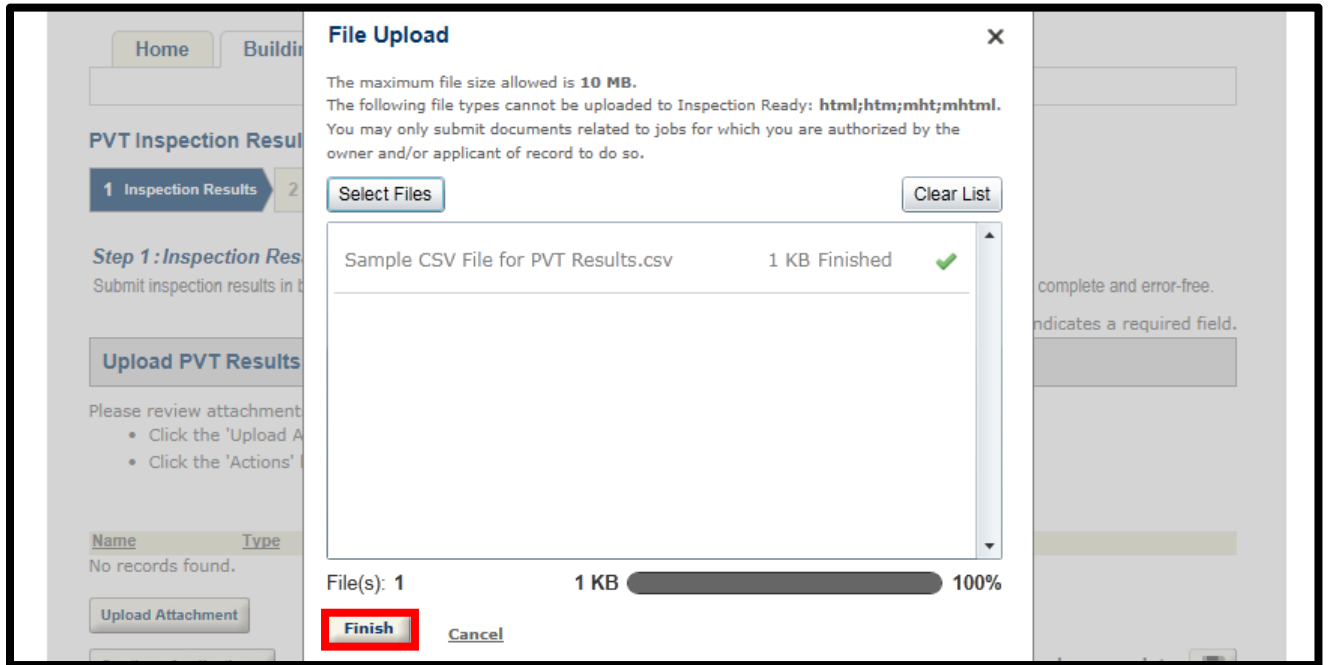 Home
Buildin
PVT Inspection Resul
1 Inspection Results
2
Step 1:Inspection Res
Submit inspection results in b
complete and error-free.
ndicates a required field.
Upload PVT Results
Please review attachment
• Click the 'Upload A
• Click the 'Actions'
Name Type
No records found.
Upload Attachment
File Upload
The maximum file size allowed is 10 MB.
The following file types cannot be uploaded to Inspection Ready: html;htm;mht;mhtml.
You may only submit documents related to jobs for which you are authorized by the
owner and/or applicant of record to do so.
Select Files
Clear List
Sample CSV File for PVT Results.csv 1 KB Finished
File(s): 1 1 KB 100%
Finish Cancel